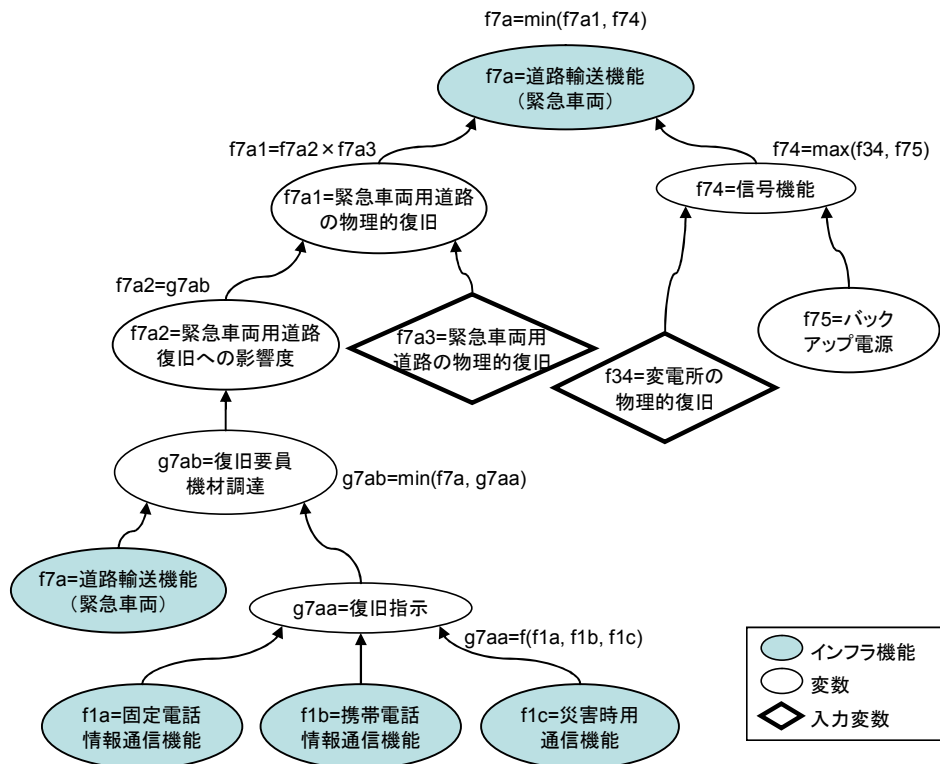 f7a=min(f7a1, f74)
f7a=道路輸送機能
（緊急車両）
f7a1=f7a2×f7a3
f74=max(f34, f75)
f7a1=緊急車両用道路
の物理的復旧
f74=信号機能
f7a2=g7ab
f7a2=緊急車両用道路
復旧への影響度
f7a3=緊急車両用
道路の物理的復旧
f34=変電所の
物理的復旧
f75=バック
アップ電源
g7ab=復旧要員
機材調達
g7ab=min(f7a, g7aa)
f7a=道路輸送機能
（緊急車両）
g7aa=復旧指示
g7aa=f(f1a, f1b, f1c)
f1a=固定電話
情報通信機能
f1b=携帯電話
情報通信機能
f1c=災害時用
通信機能
インフラ機能
変数
入力変数